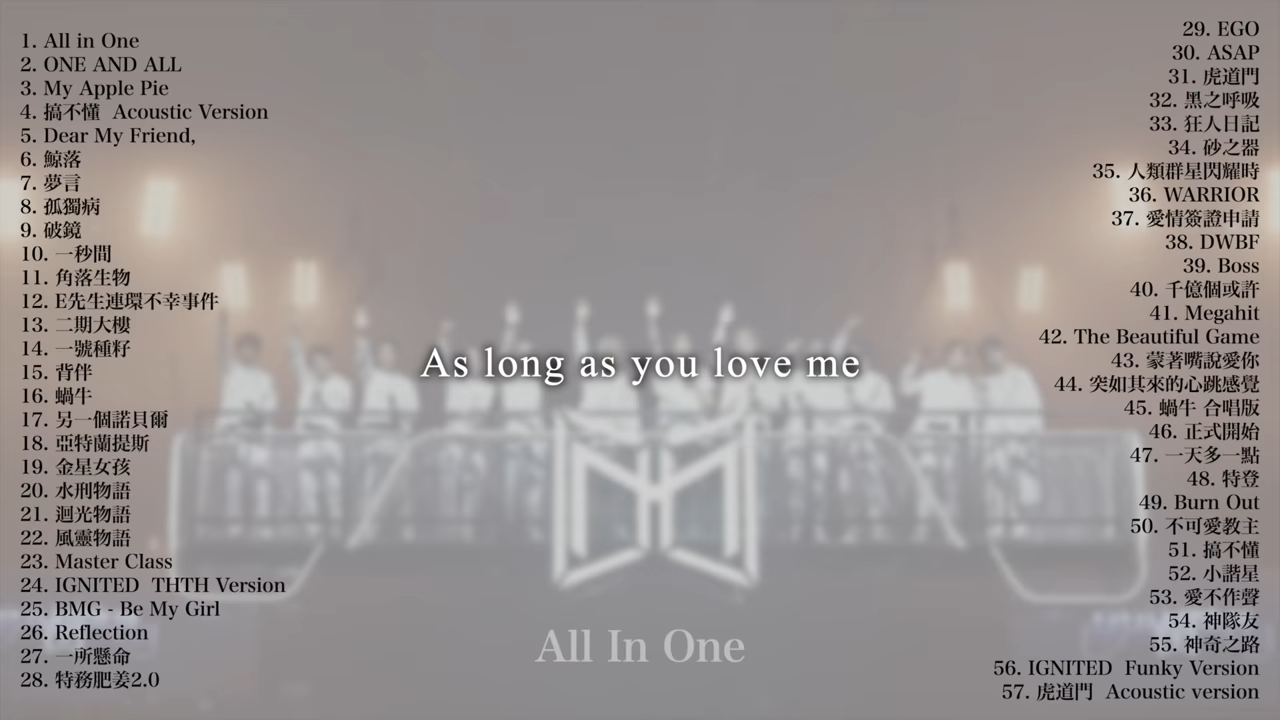 1. All in One
2. ONE AND ALL
3. My Apple Pie
4. 搞不懂  Acoustic Version
5. Dear My Friend,
6. 鯨落
7. 夢言
8. 孤獨病
9. 破鏡
10. 一秒間
11. 角落生物
12. E先生連環不幸事件
13. 二期大樓
14. 一號種籽
15. 背伴
16. 蝸牛
17. 另一個諾貝爾
18. 亞特蘭提斯
19. 金星女孩
20. 水刑物語
21. 迴光物語
22. 風靈物語
23. Master Class
24. IGNITED  THTH Version
25. BMG - Be My Girl
26. Reflection
27. 一所懸命
28. 特務肥姜2.0
As long as you love me
All In One
29. EGO
30. ASAP
31. 虎道門
32. 黑之呼吸
33. 狂人日記
34. 砂之器
35. 人類群星閃耀時
36. WARRIOR
37. 愛情簽證申請
38. DWBF
39. Boss
40. 千億個或許
41. Megahit
42. The Beautiful Game
43. 蒙著嘴說愛你
44. 突如其來的心跳感覺
45. 蝸牛 合唱版
46. 正式開始
47. 一天多一點
48. 特登
49. Burn Out
50. 不可愛教主
51. 搞不懂
52. 小諧星
53. 愛不作聲
54. 神隊友
55. 神奇之路
56. IGNITED  Funky Version
57. 虎道門  Acoustic version